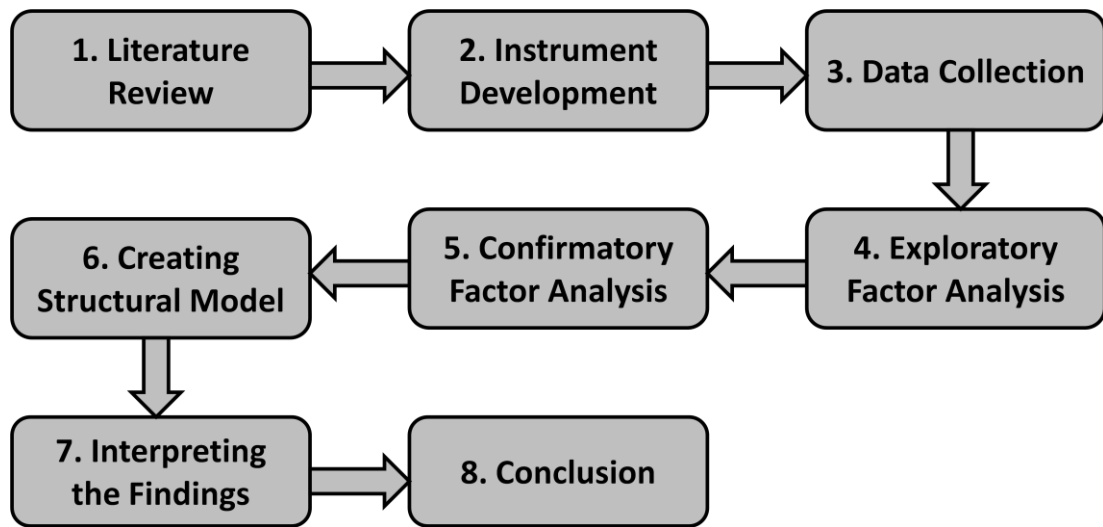 1. Literature
Review
2. Instrument
Development
3. Data Collection
4. Exploratory
Factor Analysis
5. Confirmatory
Factor Analysis
6. Creating
Structural Model
7. Interpreting
the Findings
8. Conclusion